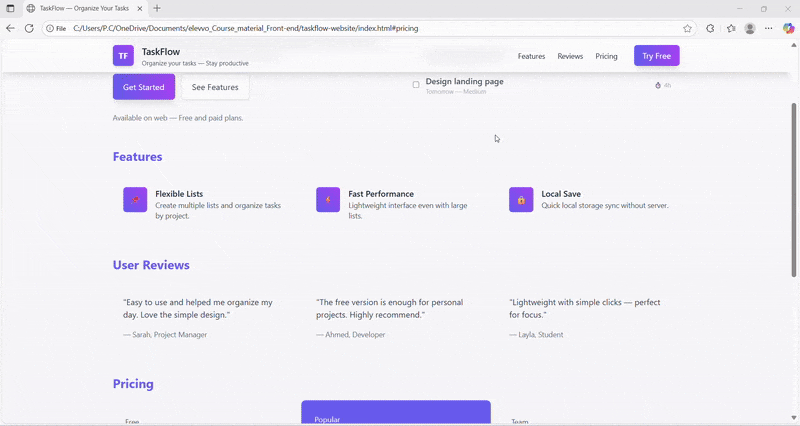 TaskFlow — Organize Your Tasks
File C:/Users/P.C/OneDrive/Documents/elevvo_Course_material_Front-end/taskflow-website/index.html#pricing
TF TaskFlow
Organize your tasks — Stay productive
Features Reviews Pricing Try Free
Get Started See Features
Design landing page
Tomorrow — Medium
4h
Available on web — Free and paid plans.
Features
Flexible Lists
Create multiple lists and organize tasks
by project.
Fast Performance
Lightweight interface even with large
lists.
Local Save
Quick local storage sync without server.
User Reviews
"Easy to use and helped me organize my
day. Love the simple design."
— Sarah, Project Manager
"The free version is enough for personal
projects. Highly recommend."
— Ahmed, Developer
"Lightweight with simple clicks — perfect
for focus."
— Layla, Student
Pricing
Free
Popular
Team